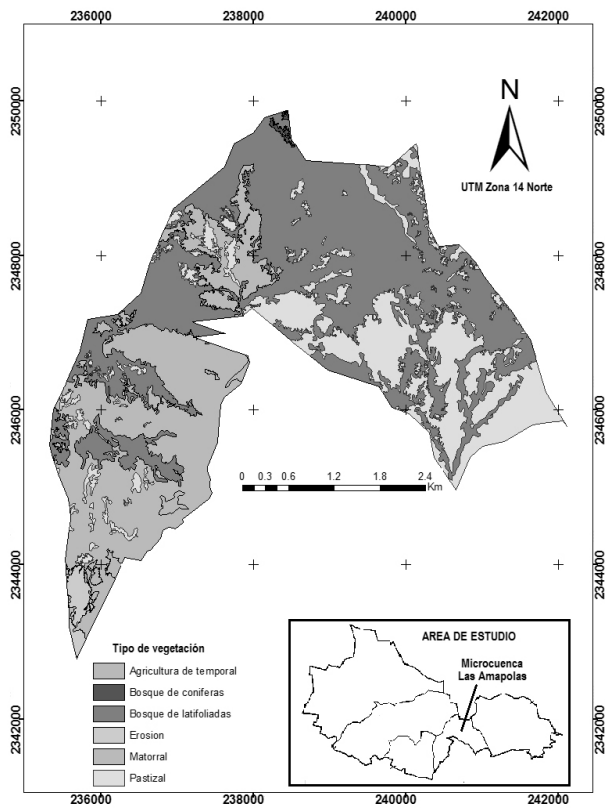 236000 238000 240000 242000
2350000 2350000
N
UTM Zona 14 Norte
2348000 2348000
2346000 2346000
0 0.3 0.6 1.2 1.8 2.4
Km
2344000 2344000
Tipo de vegetación
Agricultura de temporal
Bosque de coniferas
Bosque de latifoliadas
Erosion
Matorral
Pastizal
AREA DE ESTUDIO
Microcuenca
Las Amapolas
2342000 2342000
236000 238000 240000 242000